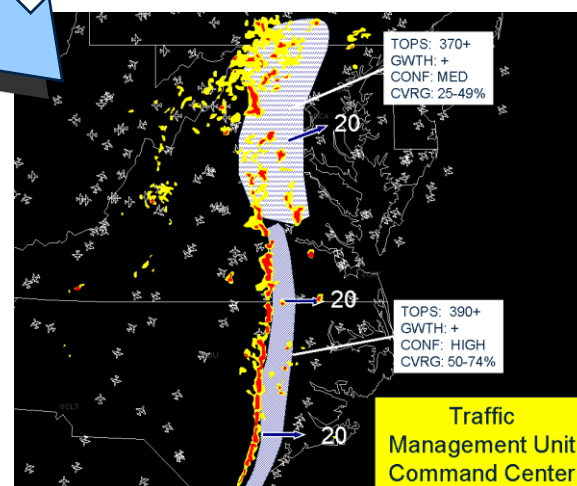 TOPS: 370+
GWTH: +
CONF: MED
CVRG: 25-49%
20
20
TOPS: 390+
GWTH: +
CONF: HIGH
CVRG: 50-74%
0CLT
20
Traffic
Management Unit
Command Center